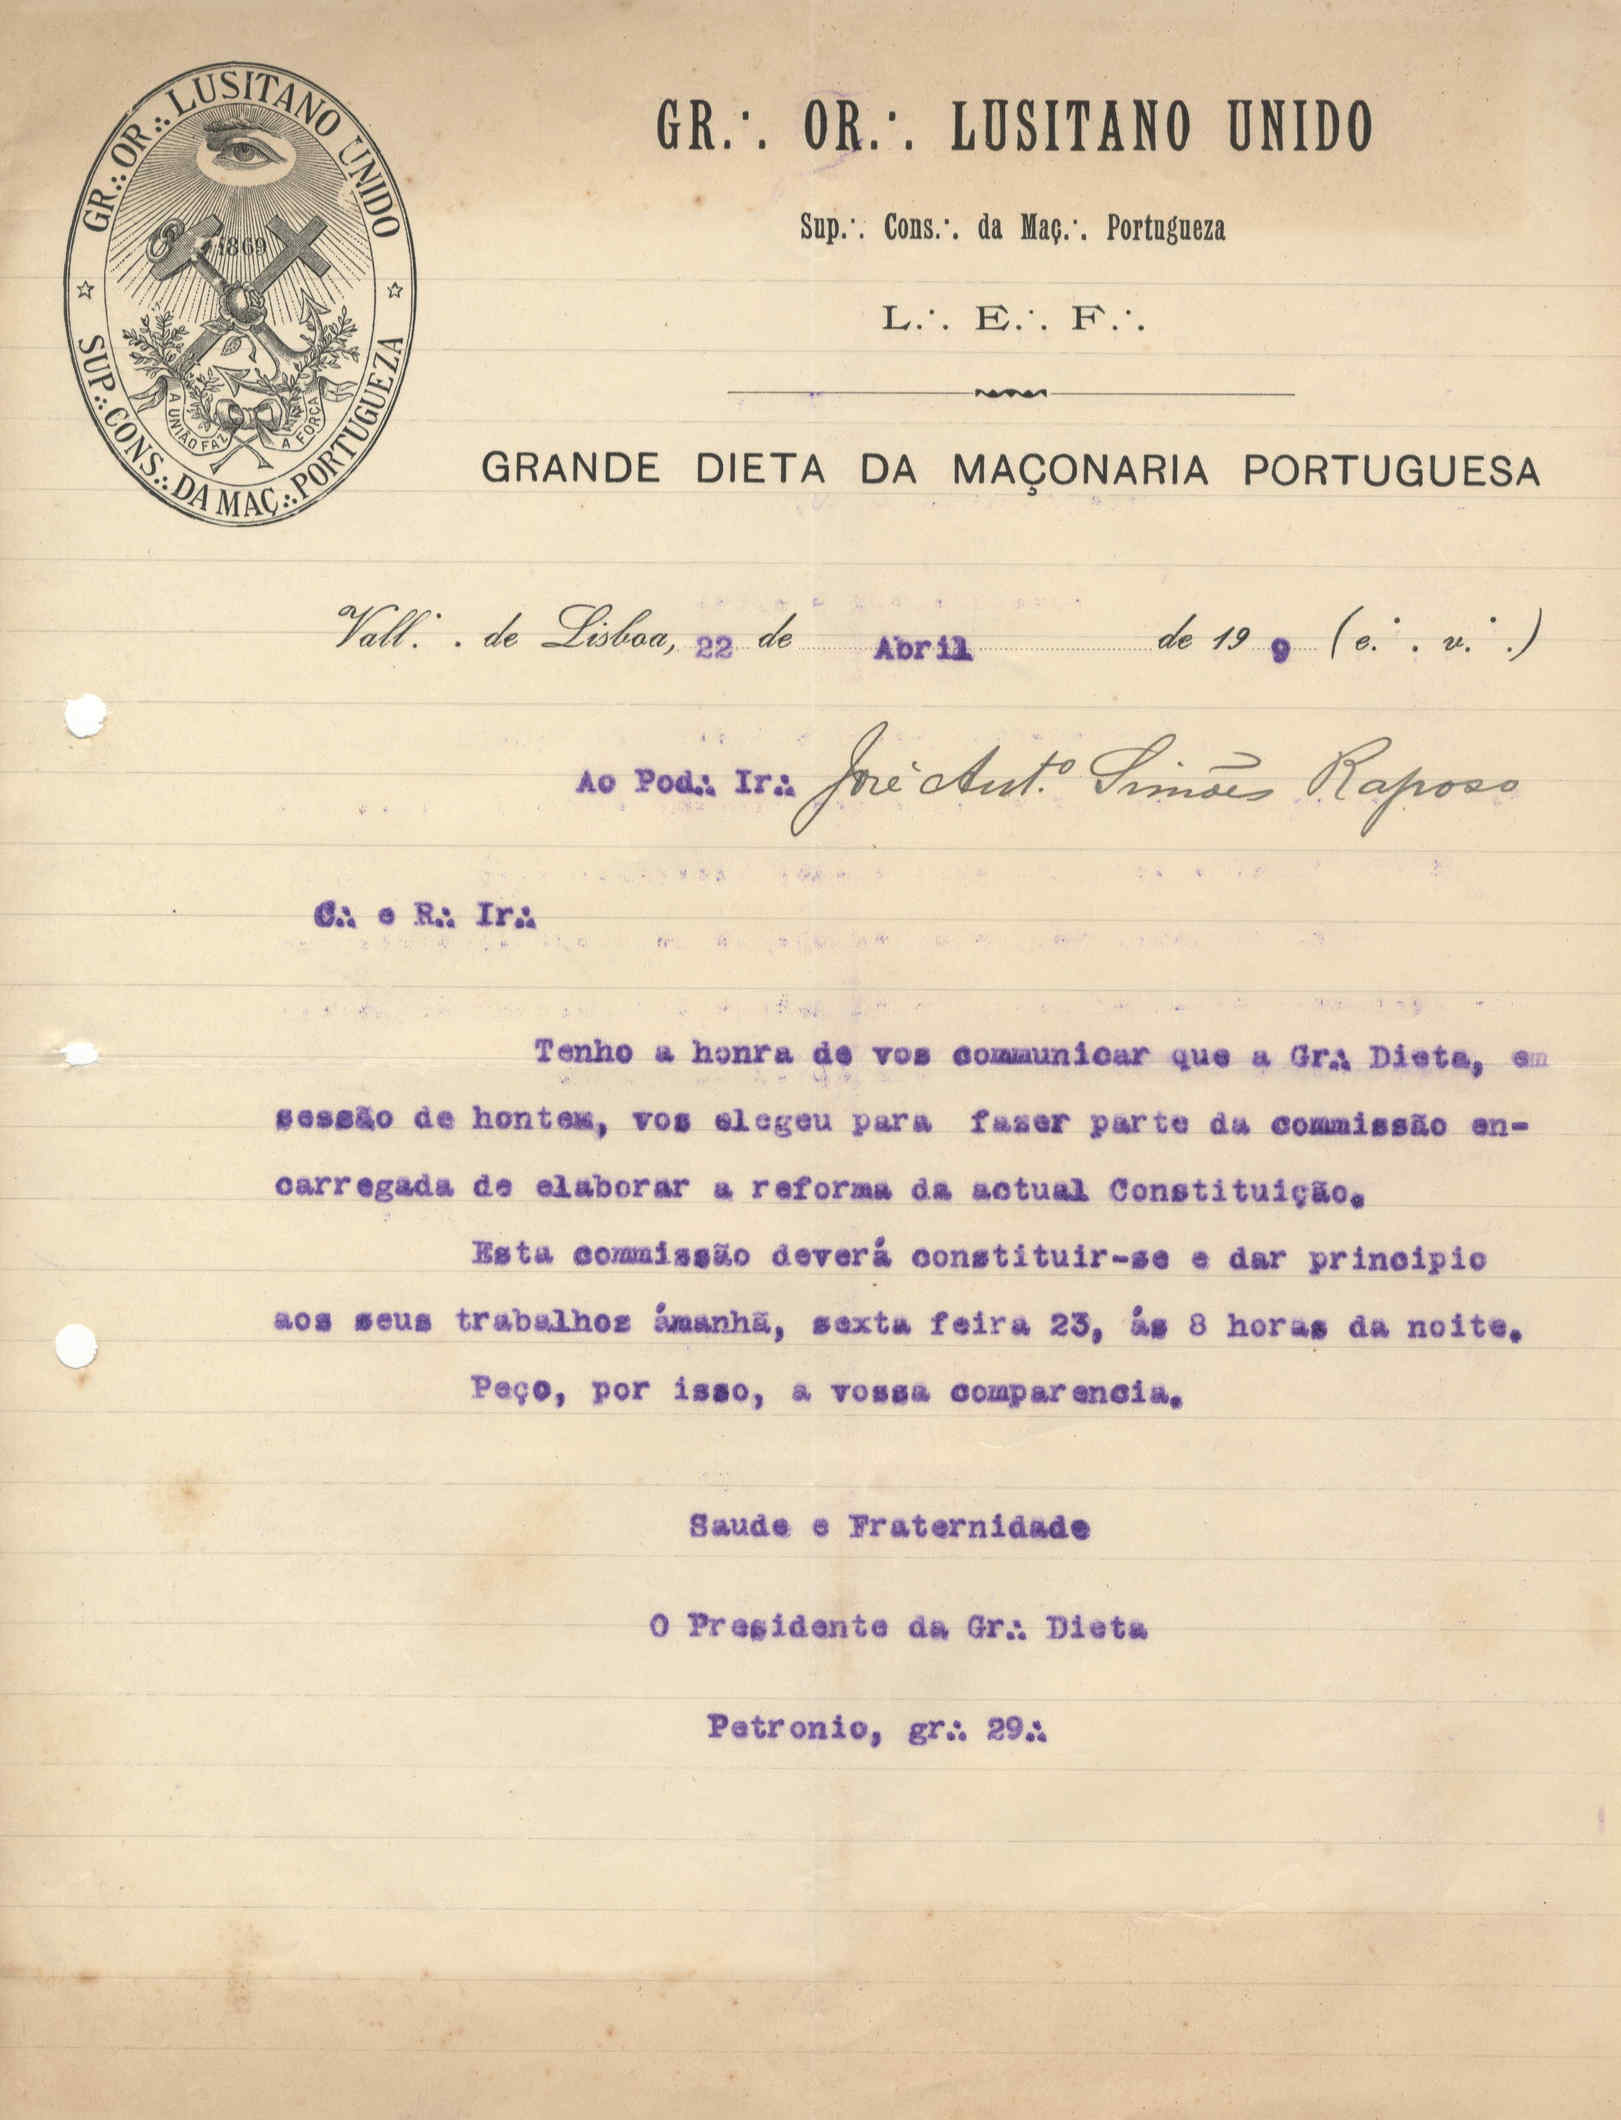 GR.∴ OR.∴ LUSITANO UNIDO
SUP.∴ CONS.∴ DA MAÇ.∴ PORTUGUEZA
1869
A UNIÃO FAZ A FORÇA
GR.∴ OR.∴ LUSITANO UNIDO
Sup.∴ Cons.∴ da Maç.∴ Portugueza
L.∴ E.∴ F.∴
GRANDE DIETA DA MAÇONARIA PORTUGUESA
Vall.∴ de Lisboa, 22 de Abril de 19 9 (e.∴ v.∴)
Ao Pod.∴ Ir.∴ José Ant.º Simões Raposo
C.∴ e R.∴ Ir.∴
Tenho a honra de vos communicar que a Gr.∴ Dieta, em
sessão de hontem, vos elegeu para fazer parte da commissão en-
carregada de elaborar a reforma da actual Constituição.
Esta commissão deverá constituir-se e dar principio
aos seus trabalhos ámanhã, sexta feira 23, ás 8 horas da noite.
Peço, por isso, a vossa comparencia.
Saude e Fraternidade
O Presidente da Gr.∴ Dieta
Petronio, gr.∴ 29.∴